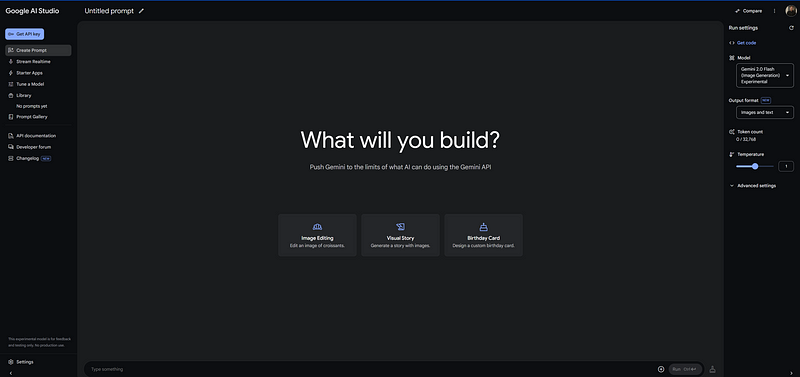 Google AI Studio
Get API key
Create Prompt
Stream Realtime
Starter Apps
Tune a Model
Library
No prompts yet
Prompt Gallery
API documentation
Developer forum
Changelog NEW
This experimental model is for feedback
and testing only. No production use.
Settings
Untitled prompt
Compare
What will you build?
Push Gemini to the limits of what AI can do using the Gemini API
Image Editing
Edit an image of croissants.
Visual Story
Generate a story with images.
Birthday Card
Design a custom birthday card.
Type something
Run Ctrl
Run settings
Get code
Model
Gemini 2.0 Flash
(Image Generation)
Experimental
Output format NEW
Images and text
Token count
0 / 32,768
Temperature
1
Advanced settings